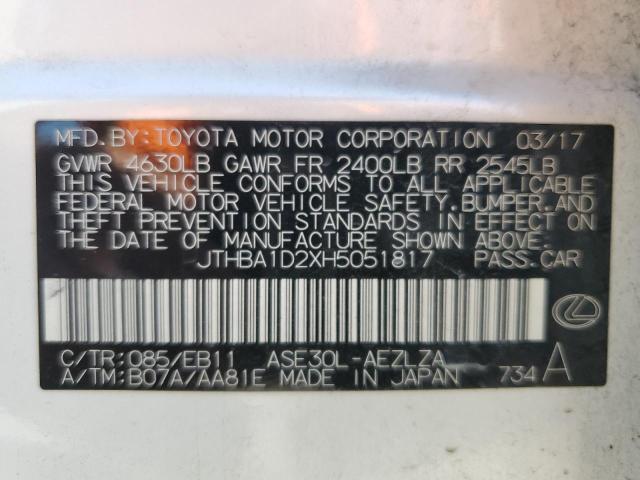 MFD.BY:TOYOTA MOTOR CORPORATION 03/17
GVWR 4630LB GAWR FR 2400LB RR 2545LB
THIS VEHICLE CONFORMS TO ALL APPLICABLE
FEDERAL MOTOR VEHICLE SAFETY,BUMPER,AND
THEFT PREVENTION STANDARDS IN EFFECT ON
THE DATE OF MANUFACTURE SHOWN ABOVE.
JTHBA1D2XH5051817 PASS.CAR
C/TR:085/EB11 ASE30L-AEZLZA
A/TM:B07A/AA81E MADE IN JAPAN 734 A